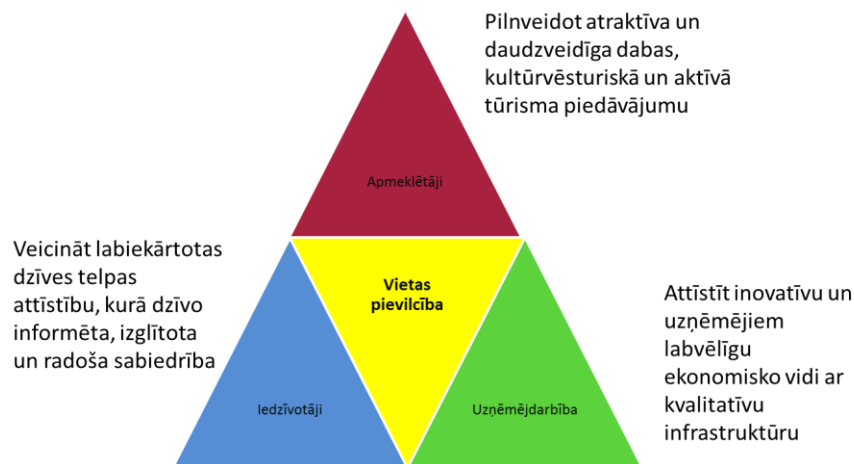 Pilnveidot atraktīva un
daudzveidīga dabas,
kultūrvēsturiskā un aktīvā
tūrisma piedāvājumu
Apmeklētāji
Veicināt labiekārtotas
dzīves telpas
attīstību, kurā dzīvo
informēta, izglītota
un radoša sabiedrība
Vietas
pievilcība
Attīstīt inovatīvu un
uzņēmējiem
labvēlīgu
ekonomisko vidi ar
kvalitatīvu
infrastruktūru
Iedzīvotāji
Uzņēmējdarbība